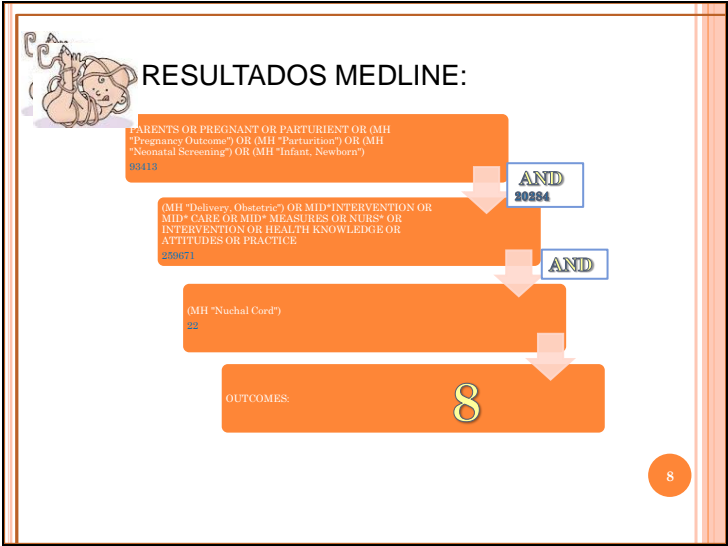 RESULTADOS MEDLINE:
PARENTS OR PREGNANT OR PARTURIENT OR (MH
"Pregnancy Outcome") OR (MH "Parturition") OR (MH
"Neonatal Screening") OR (MH "Infant, Newborn")
93413
AND
20284
(MH "Delivery, Obstetric") OR MID*INTERVENTION OR
MID* CARE OR MID* MEASURES OR NURS* OR
INTERVENTION OR HEALTH KNOWLEDGE OR
ATTITUDES OR PRACTICE
259671
AND
(MH "Nuchal Cord")
22
OUTCOMES:
8
8